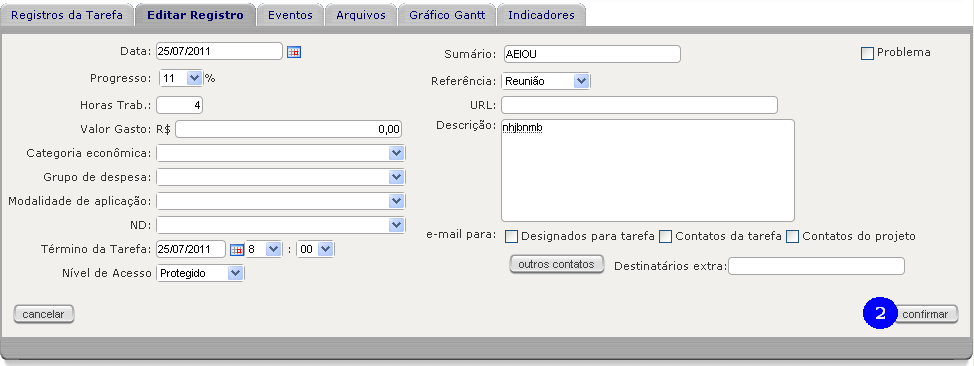 Registros da Tarefa Editar Registro Eventos Arquivos Gráfico Gantt Indicadores
Data: 25/07/2011
Progresso: 11 %
Horas Trab.: 4
Valor Gasto: R$ 0,00
Categoria econômica:
Grupo de despesa:
Modalidade de aplicação:
ND:
Término da Tarefa: 25/07/2011 8 : 00
Nível de Acesso Protegido
Sumário: AEIOU
Problema
Referência: Reunião
URL:
Descrição: nhjbnmb
e-mail para: Designados para tarefa Contatos da tarefa Contatos do projeto
outros contatos Destinatários extra:
cancelar 2 confirmar